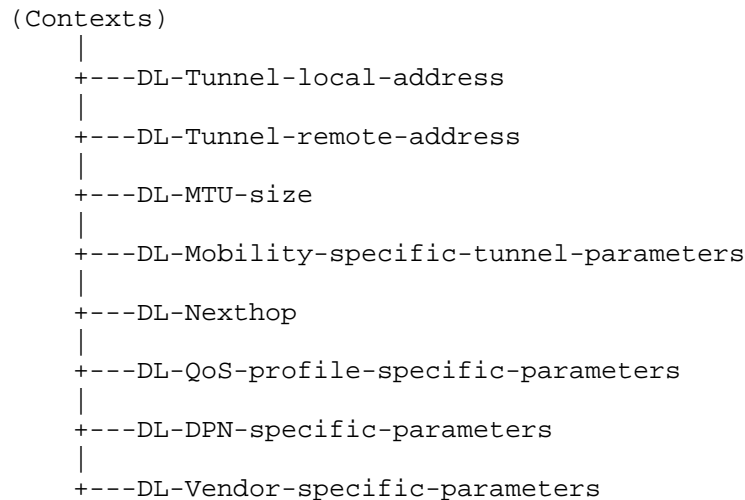 (Contexts)
|
+---DL-Tunnel-local-address
|
+---DL-Tunnel-remote-address
|
+---DL-MTU-size
|
+---DL-Mobility-specific-tunnel-parameters
|
+---DL-Nexthop
|
+---DL-QoS-profile-specific-parameters
|
+---DL-DPN-specific-parameters
|
+---DL-Vendor-specific-parameters